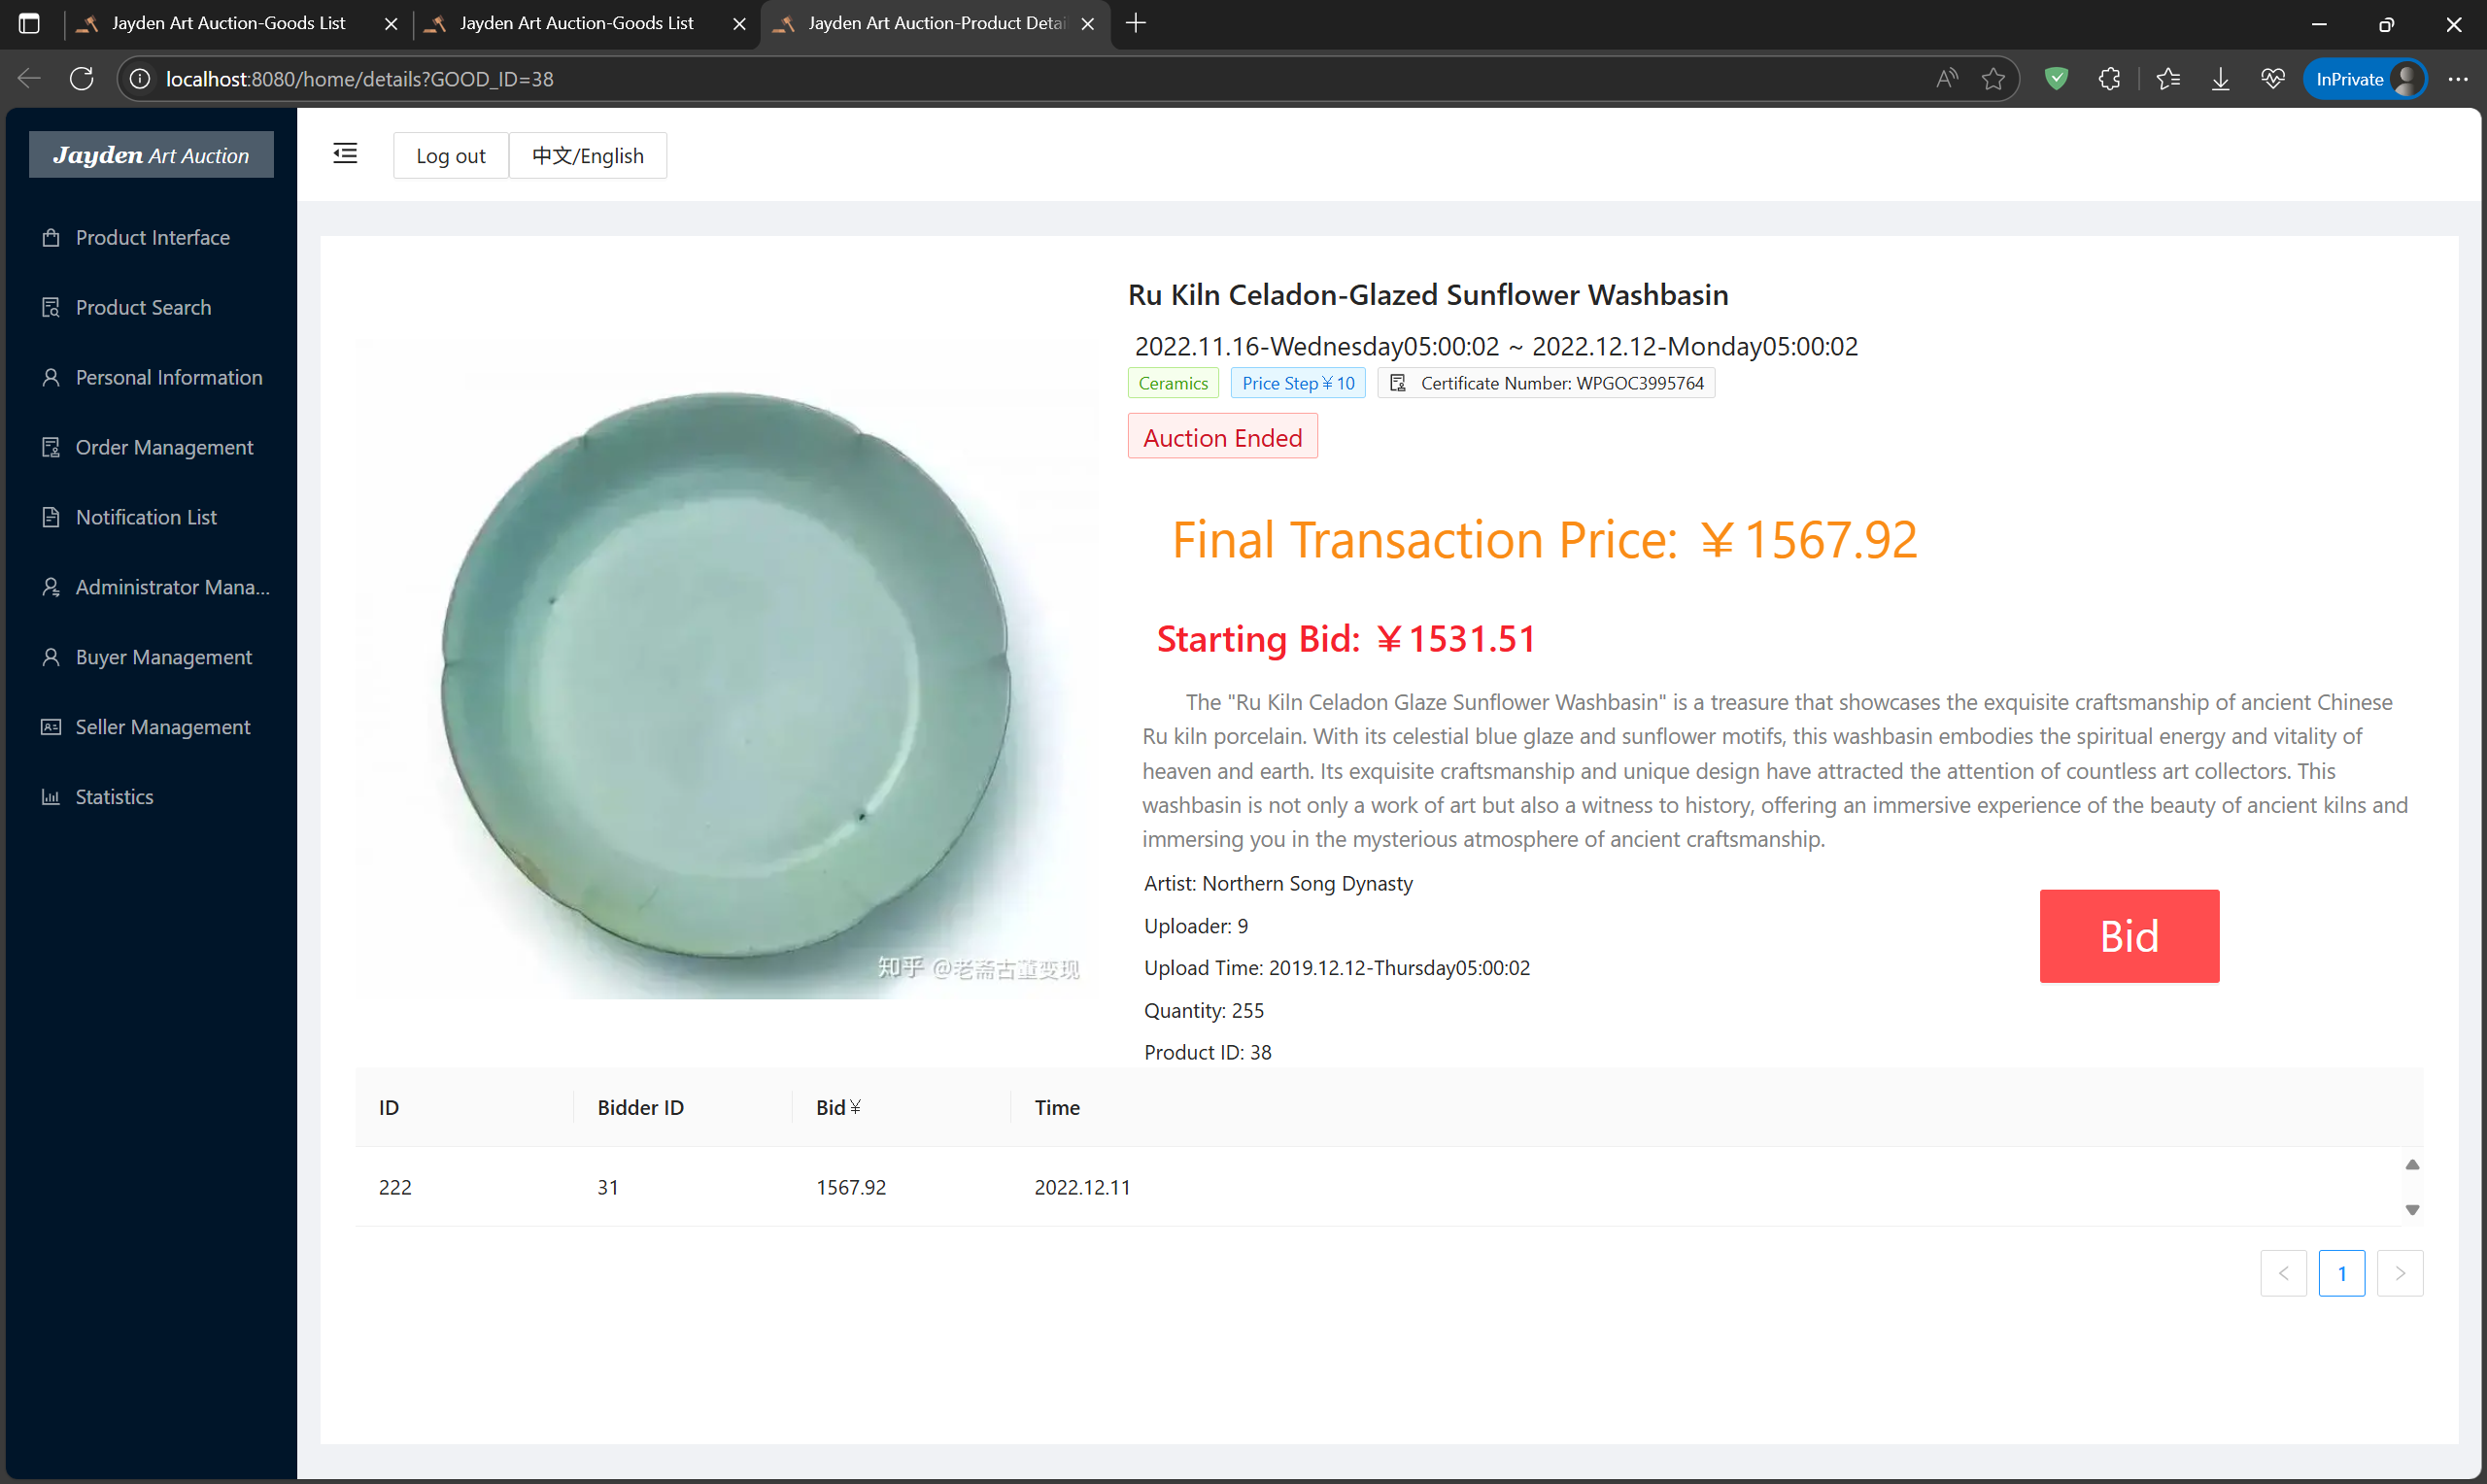 Jayden Art Auction-Goods List
Jayden Art Auction-Goods List
Jayden Art Auction-Product Detai
localhost:8080/home/details?GOOD_ID=38
InPrivate
Jayden Art Auction
Log out
中文/English
Product Interface
Product Search
Personal Information
Order Management
Notification List
Administrator Mana...
Buyer Management
Seller Management
Statistics
Ru Kiln Celadon-Glazed Sunflower Washbasin
2022.11.16-Wednesday05:00:02 ~ 2022.12.12-Monday05:00:02
Ceramics
Price Step¥10
Certificate Number: WPGOC3995764
Auction Ended
Final Transaction Price: ¥1567.92
Starting Bid: ¥1531.51
The "Ru Kiln Celadon Glaze Sunflower Washbasin" is a treasure that showcases the exquisite craftsmanship of ancient Chinese
Ru kiln porcelain. With its celestial blue glaze and sunflower motifs, this washbasin embodies the spiritual energy and vitality of
heaven and earth. Its exquisite craftsmanship and unique design have attracted the attention of countless art collectors. This
washbasin is not only a work of art but also a witness to history, offering an immersive experience of the beauty of ancient kilns and
immersing you in the mysterious atmosphere of ancient craftsmanship.
Artist: Northern Song Dynasty
Uploader: 9
Upload Time: 2019.12.12-Thursday05:00:02
Quantity: 255
Product ID: 38
Bid
知乎 @老斋古董变现
ID Bidder ID Bid¥ Time
222 31 1567.92 2022.12.11
1